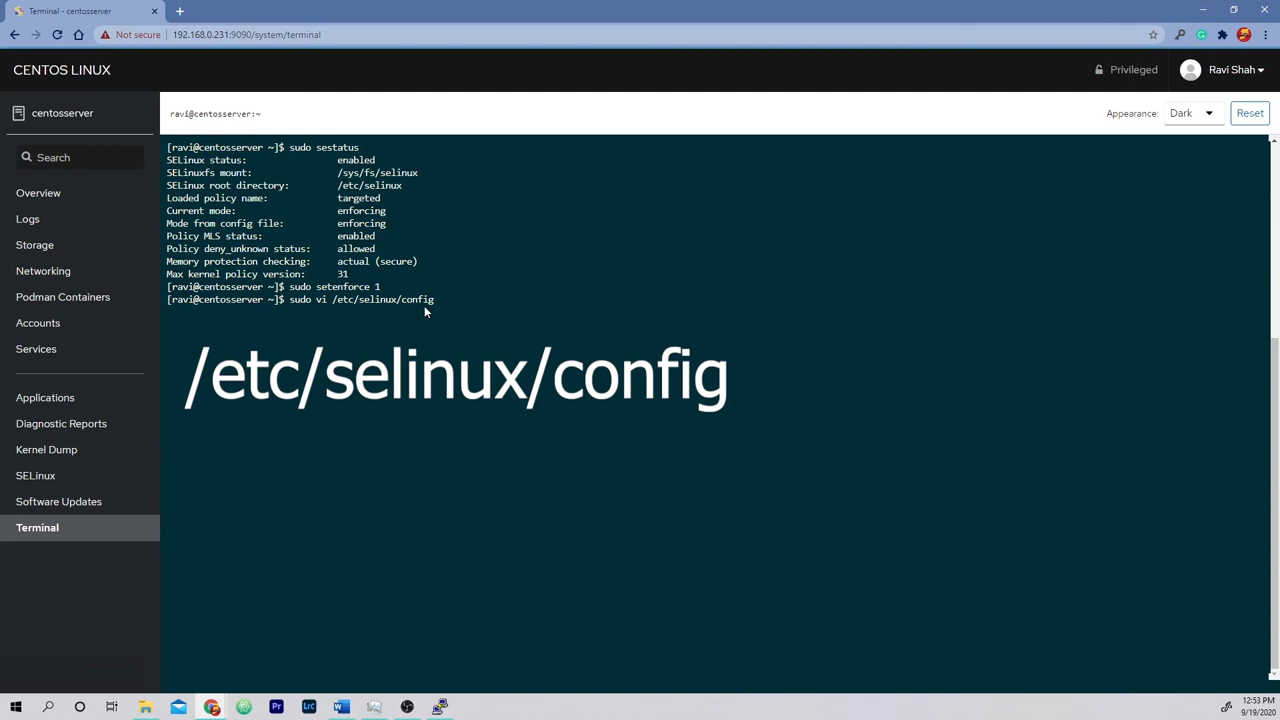 Terminal - centosserver
Not secure
192.168.0.231:9090/system/terminal
CENTOS LINUX
Privileged
Ravi Shah
centosserver
ravi@centosserver:~
Appearance:
Dark
Reset
Search
Overview
Logs
Storage
Networking
Podman Containers
Accounts
Services
Applications
Diagnostic Reports
Kernel Dump
SELinux
Software Updates
Terminal
[ravi@centosserver ~]$ sudo sestatus
SELinux status: enabled
SELinuxfs mount: /sys/fs/selinux
SELinux root directory: /etc/selinux
Loaded policy name: targeted
Current mode: enforcing
Mode from config file: enforcing
Policy MLS status: enabled
Policy deny_unknown status: allowed
Memory protection checking: actual (secure)
Max kernel policy version: 31
[ravi@centosserver ~]$ sudo setenforce 1
[ravi@centosserver ~]$ sudo vi /etc/selinux/config
/etc/selinux/config
Pr
Lrc
W
12:53 PM
9/19/2020